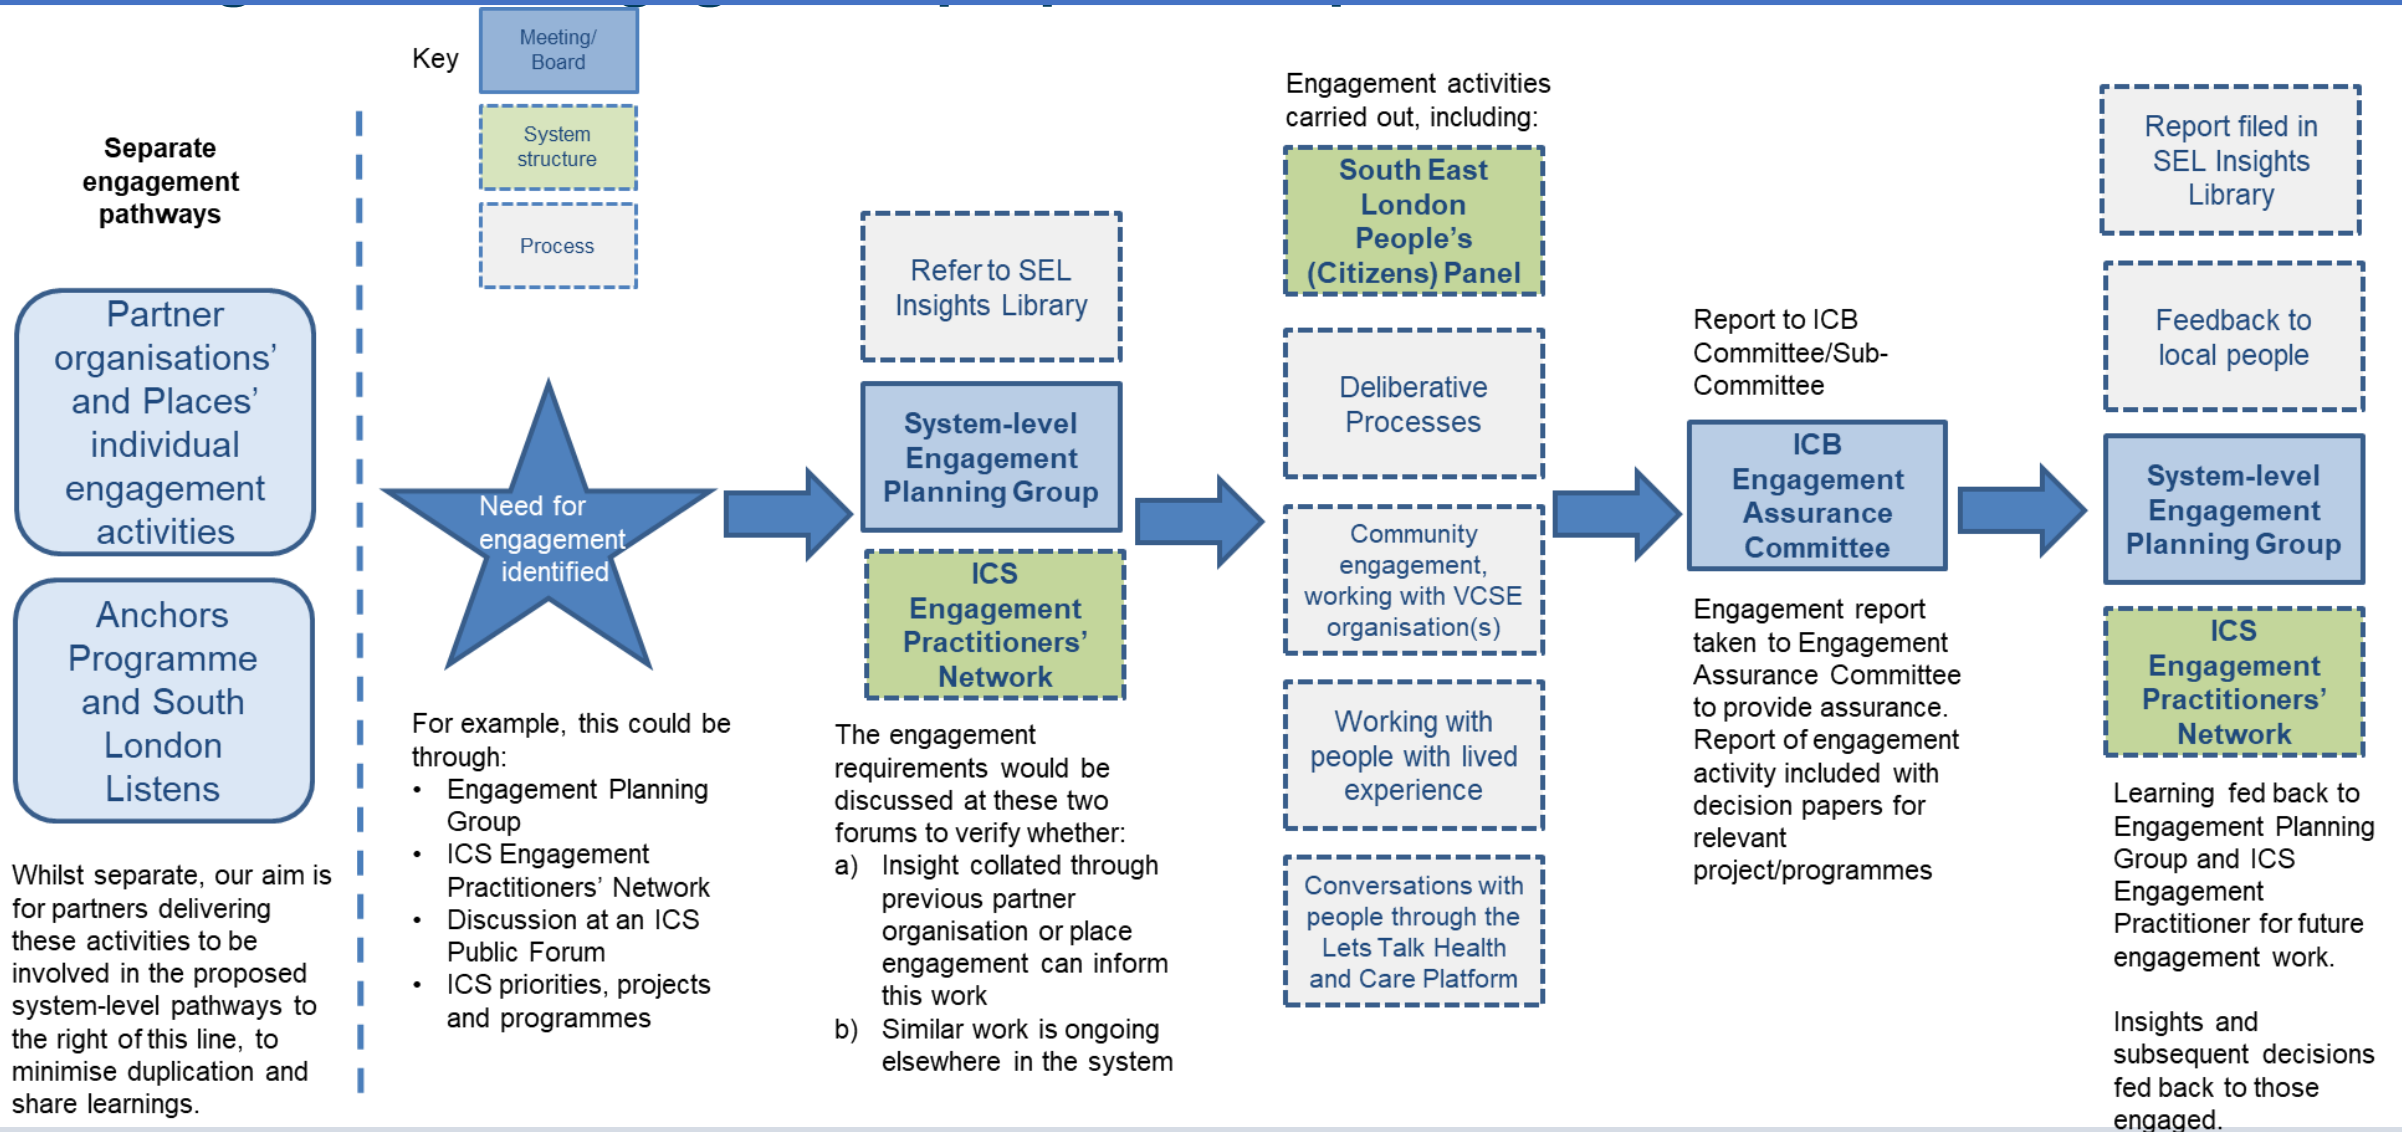 Key
Meeting/
Board
System
structure
Process
Separate
engagement
pathways
Partner
organisations’
and Places’
individual
engagement
activities
Anchors
Programme
and South
London
Listens
Whilst separate, our aim is
for partners delivering
these activities to be
involved in the proposed
system-level pathways to
the right of this line, to
minimise duplication and
share learnings.
Need for
engagement
identified
For example, this could be
through:
• Engagement Planning
Group
• ICS Engagement
Practitioners’ Network
• Discussion at an ICS
Public Forum
• ICS priorities, projects
and programmes
Refer to SEL
Insights Library
System-level
Engagement
Planning Group
ICS
Engagement
Practitioners’
Network
The engagement
requirements would be
discussed at these two
forums to verify whether:
a) Insight collated through
previous partner
organisation or place
engagement can inform
this work
b) Similar work is ongoing
elsewhere in the system
Engagement activities
carried out, including:
South East
London
People’s
(Citizens) Panel
Deliberative
Processes
Community
engagement,
working with VCSE
organisation(s)
Working with
people with lived
experience
Conversations with
people through the
Lets Talk Health
and Care Platform
Report to ICB
Committee/Sub-
Committee
ICB
Engagement
Assurance
Committee
Engagement report
taken to Engagement
Assurance Committee
to provide assurance.
Report of engagement
activity included with
decision papers for
relevant
project/programmes
Report filed in
SEL Insights
Library
Feedback to
local people
System-level
Engagement
Planning Group
ICS
Engagement
Practitioners’
Network
Learning fed back to
Engagement Planning
Group and ICS
Engagement
Practitioner for future
engagement work.
Insights and
subsequent decisions
fed back to those
engaged.